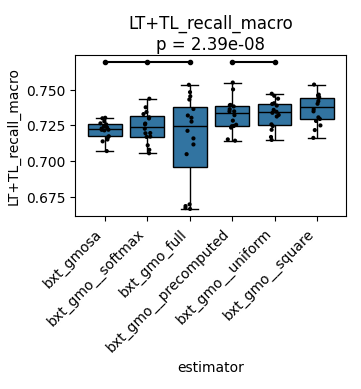 LT+TL_recall_macro
p = 2.39e-08
LT+TL_recall_macro
0.750
0.725
0.700
0.675
bxt_gmosa
bxt_gmo__softmax
bxt_gmo_full
bxt_gmo__precomputed
bxt_gmo__uniform
bxt_gmo__square
estimator